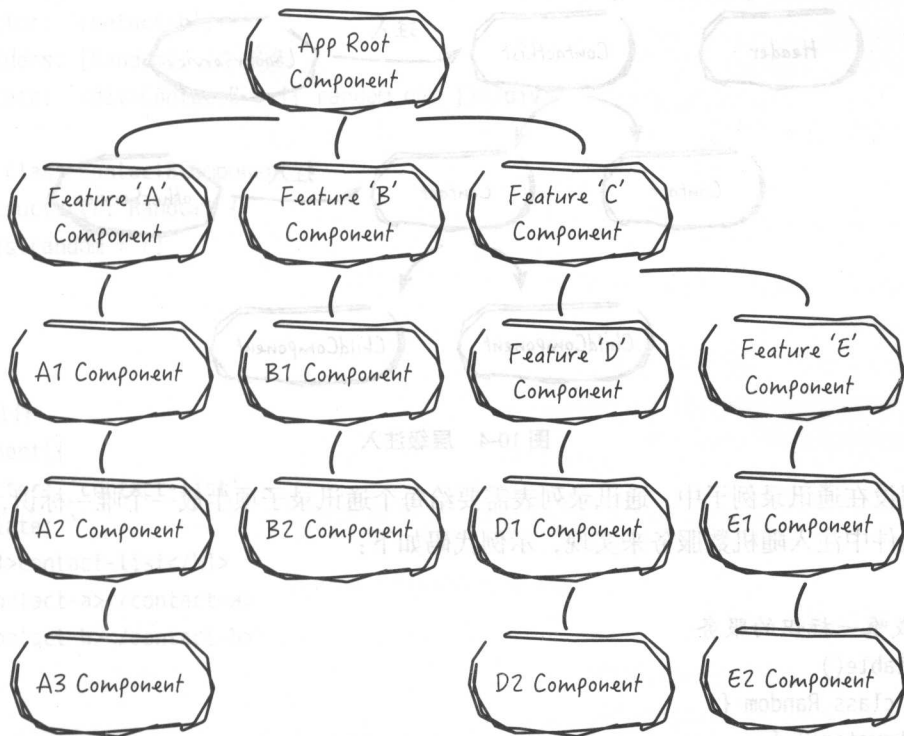 App Root
Component
Feature 'A'
Component
Feature 'B'
Component
Feature 'C'
Component
A1 Component
B1 Component
Feature 'D'
Component
Feature 'E'
Component
A2 Component
B2 Component
D1 Component
E1 Component
A3 Component
D2 Component
E2 Component